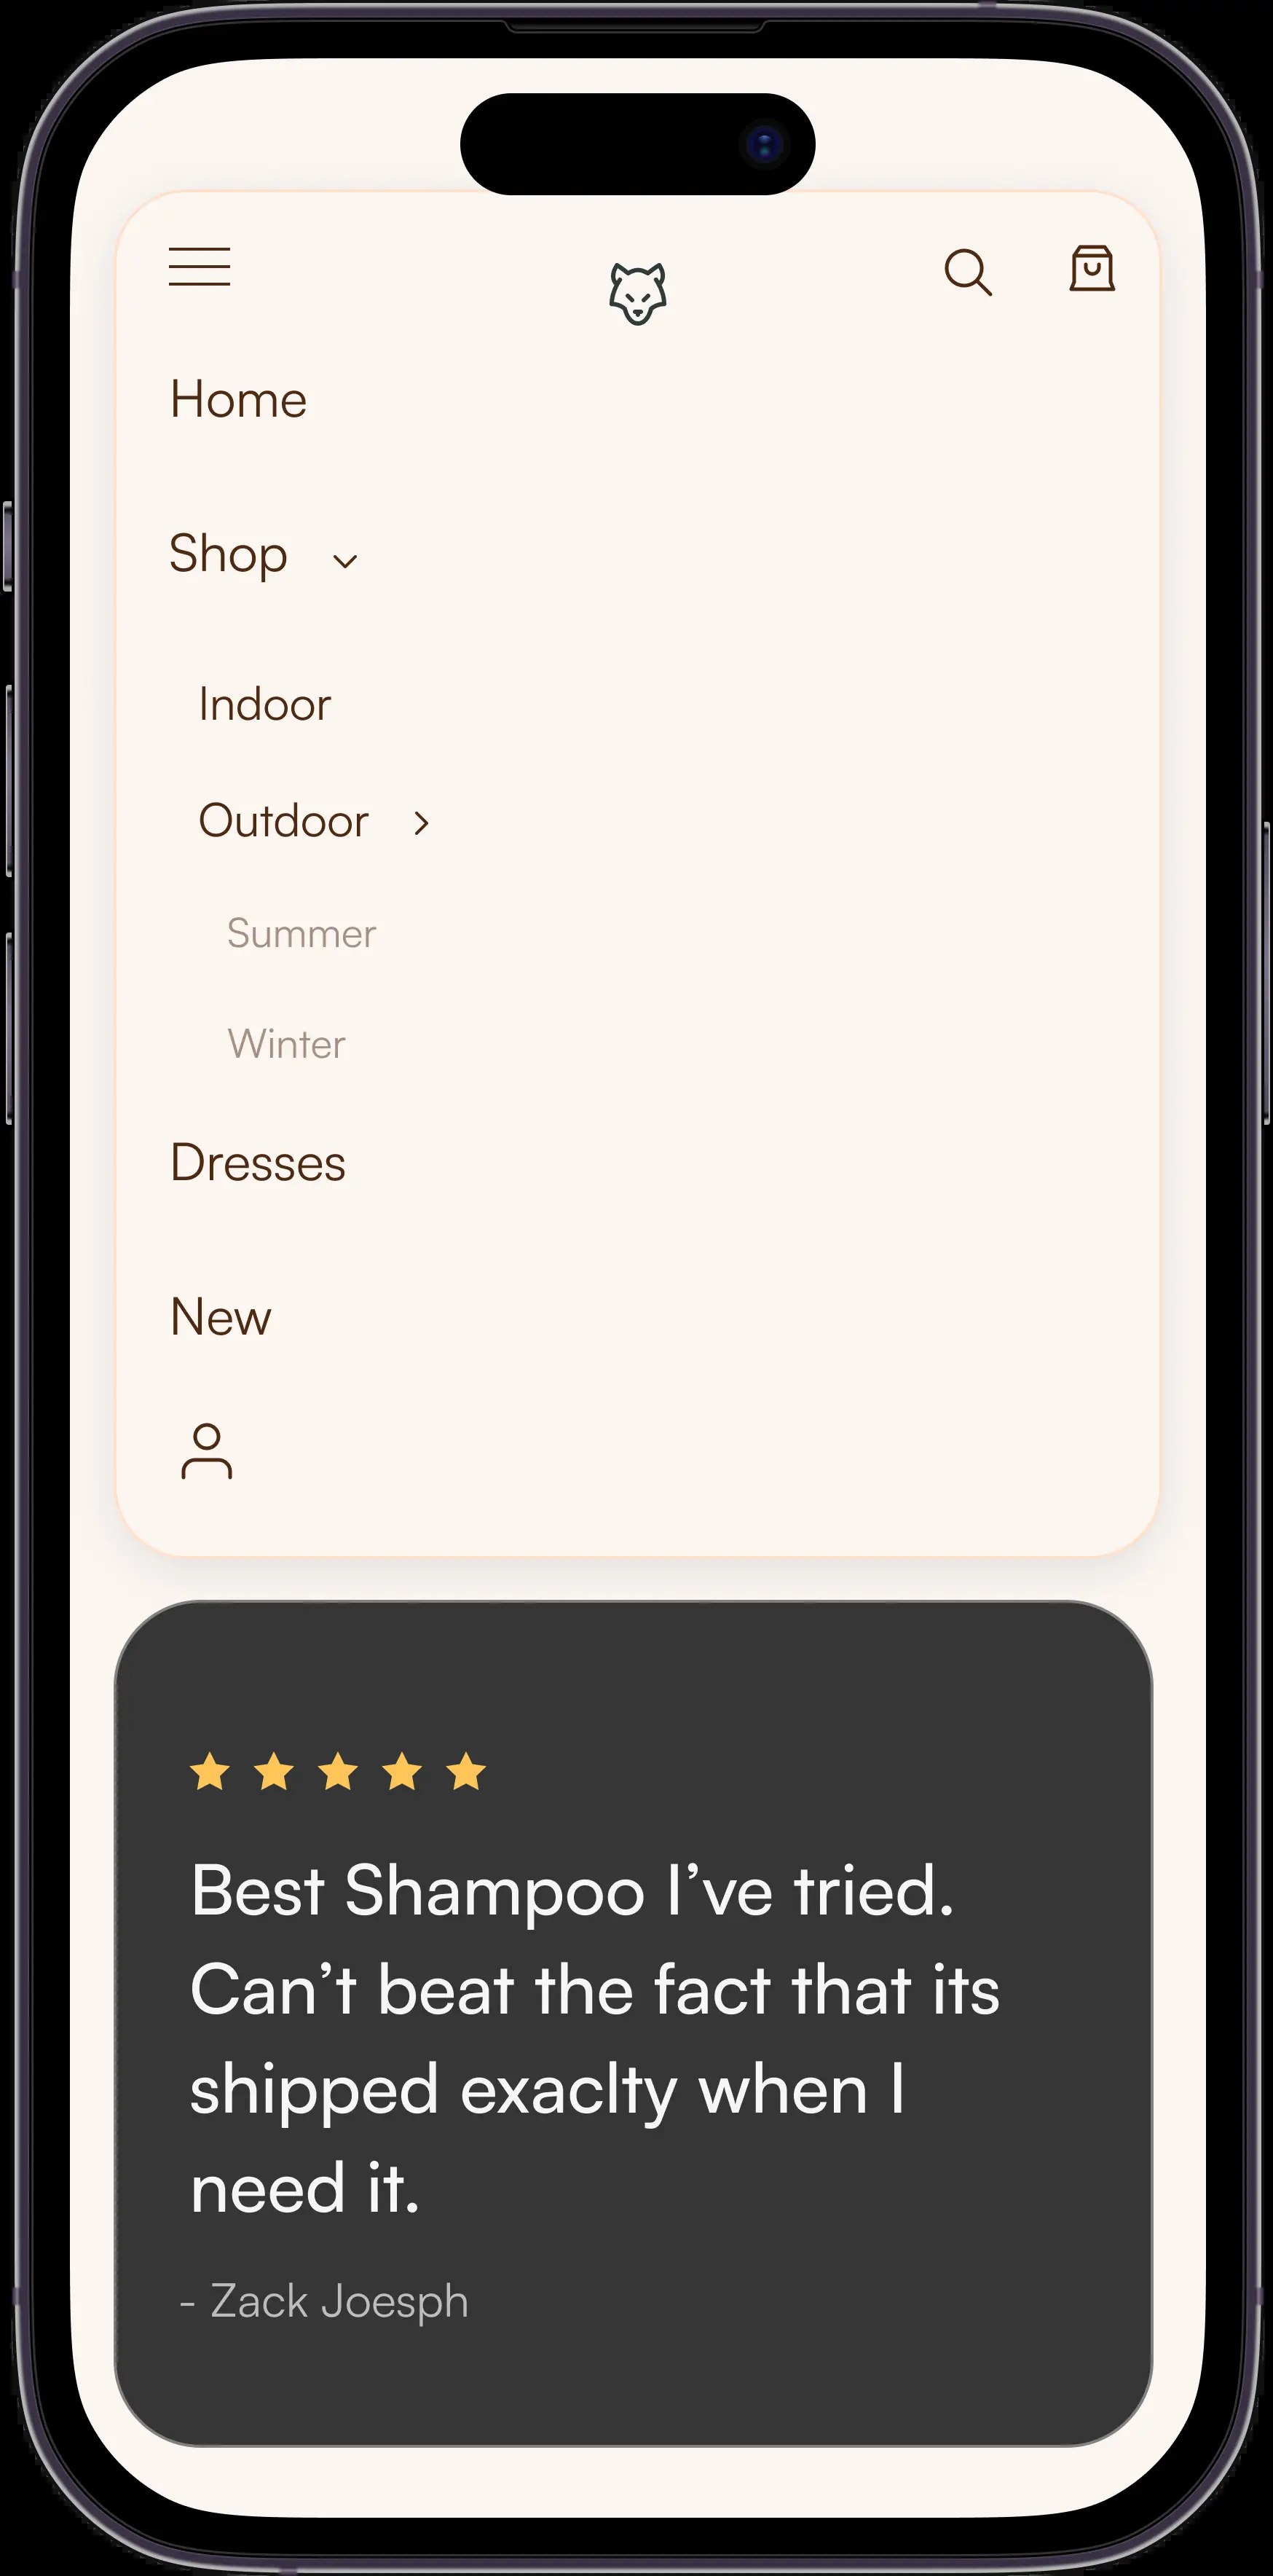 Home
Shop
Indoor
Outdoor
Summer
Winter
Dresses
New
Best Shampoo I’ve tried.
Can’t beat the fact that its
shipped exaclty when I
need it.
- Zack Joesph